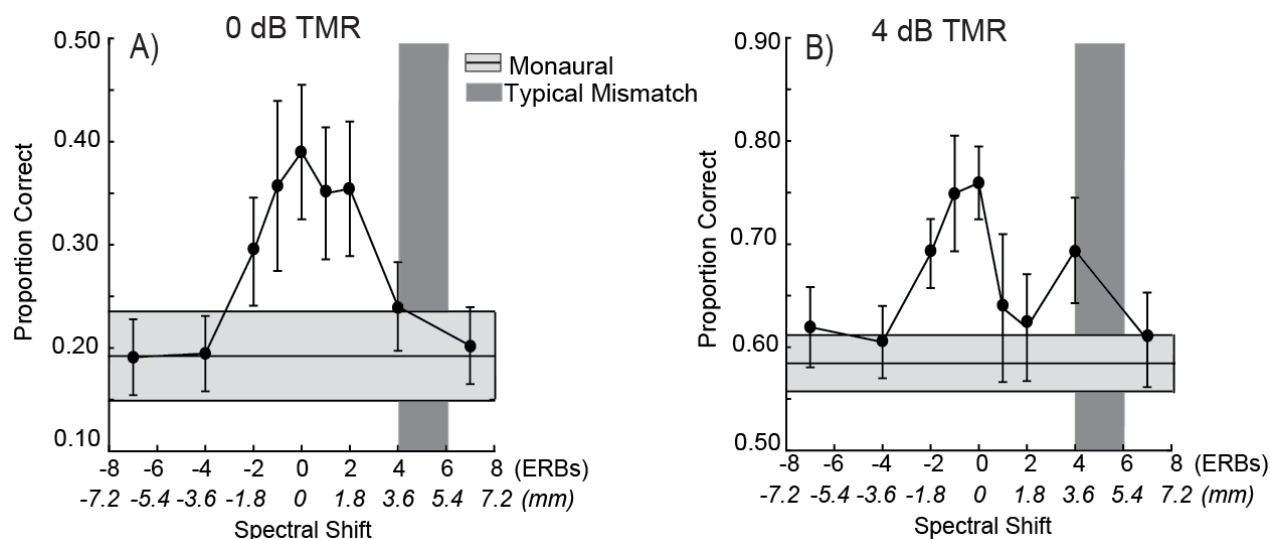 0 dB TMR
A)
Proportion Correct
0.50
0.40
0.30
0.20
0.10
-8 -6 -4 -2 0 2 4 6 8 (ERBs)
-7.2 -5.4 -3.6 -1.8 0 1.8 3.6 5.4 7.2 (mm)
Spectral Shift
Monaural
Typical Mismatch
4 dB TMR
B)
Proportion Correct
0.90
0.80
0.70
0.60
0.50
-8 -6 -4 -2 0 2 4 6 8 (ERBs)
-7.2 -5.4 -3.6 -1.8 0 1.8 3.6 5.4 7.2 (mm)
Spectral Shift